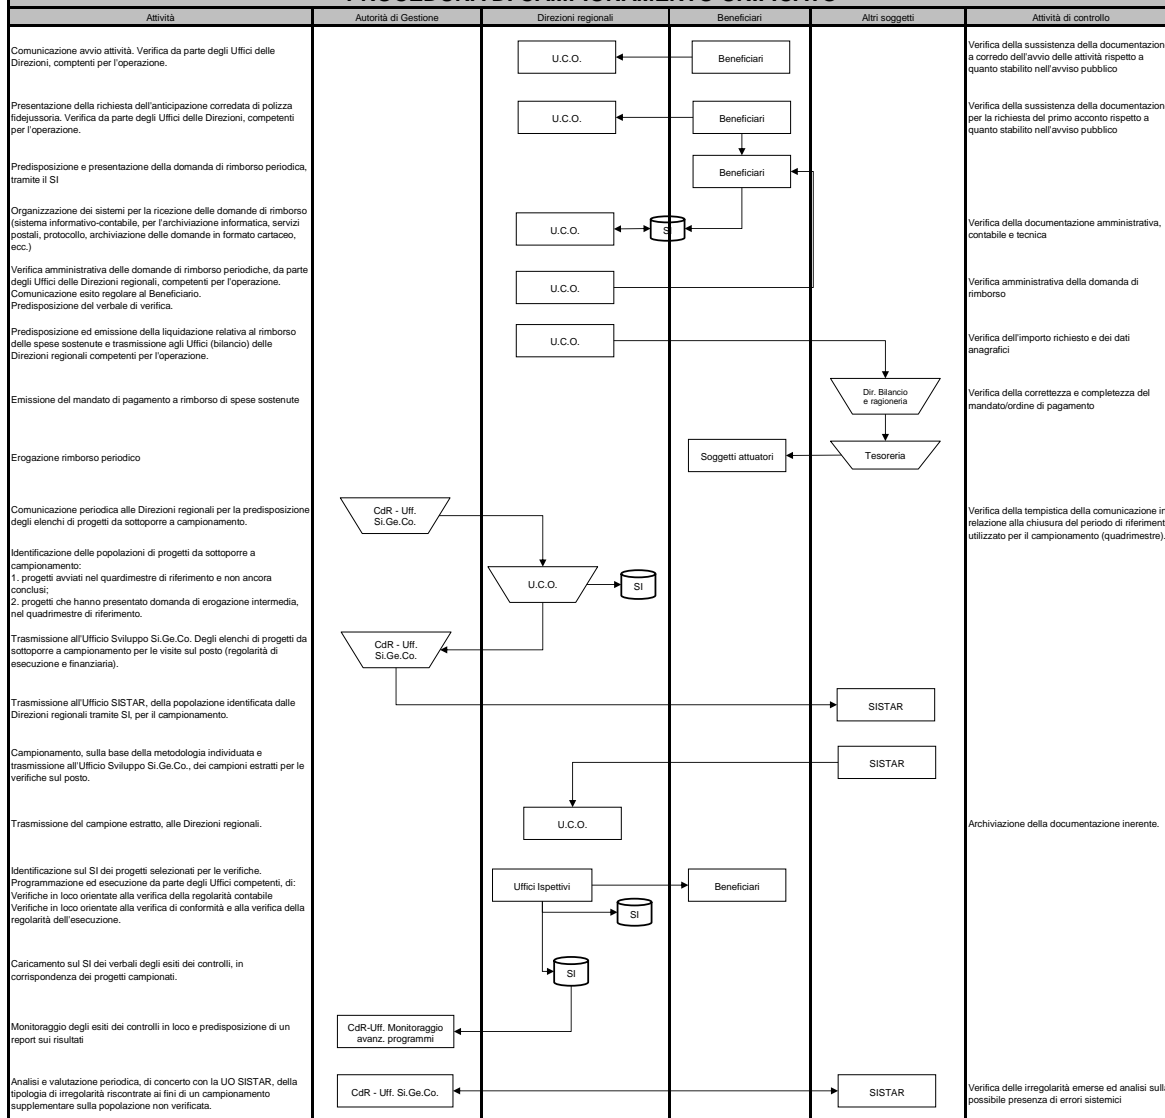 PROCEDURA DI CAMPIONAMENTO UNIFICATO
Attività
Autorità di Gestione
Direzioni regionali
Beneficiari
Altri soggetti
Attività di controllo
Comunicazione avvio attività. Verifica da parte degli Uffici delle
Direzioni, comptenti per l'operazione.
U.C.O.
Beneficiari
Verifica della sussistenza della documentazion
a corredo dell'avvio delle attività rispetto a
quanto stabilito nell'avviso pubblico
Presentazione della richiesta dell'anticipazione corredata di polizza
fidejussoria. Verifica da parte degli Uffici delle Direzioni, competenti
per l'operazione.
U.C.O.
Beneficiari
Verifica della sussistenza della documentazion
per la richiesta del primo acconto rispetto a
quanto stabilito nell'avviso pubblico
Predisposizione e presentazione della domanda di rimborso periodica,
tramite il SI
Beneficiari
Organizzazione dei sistemi per la ricezione delle domande di rimborso
(sistema informativo-contabile, per l'archiviazione informatica, servizi
postali, protocollo, archiviazione delle domande in formato cartaceo,
ecc.)
U.C.O.
SI
Verifica della documentazione amministrativa,
contabile e tecnica
Verifica amministrativa delle domande di rimborso periodiche, da parte
degli Uffici delle Direzioni regionali, competenti per l'operazione.
Comunicazione esito regolare al Beneficiario.
Predisposizione del verbale di verifica.
U.C.O.
Verifica amministrativa della domanda di
rimborso
Predisposizione ed emissione della liquidazione relativa al rimborso
delle spese sostenute e trasmissione agli Uffici (bilancio) delle
Direzioni regionali competenti per l'operazione.
U.C.O.
Verifica dell'importo richiesto e dei dati
anagrafici
Emissione del mandato di pagamento a rimborso di spese sostenute
Dir. Bilancio
e ragioneria
Verifica della correttezza e completezza del
mandato/ordine di pagamento
Erogazione rimborso periodico
Soggetti attuatori
Tesoreria
Comunicazione periodica alle Direzioni regionali per la predisposizione
degli elenchi di progetti da sottoporre a campionamento.
CdR - Uff.
Si.Ge.Co.
Verifica della tempistica della comunicazione in
relazione alla chiusura del periodo di riferiment
utilizzato per il campionamento (quadrimestre).
Identificazione delle popolazioni di progetti da sottoporre a
campionamento:
1. progetti avviati nel quardimestre di riferimento e non ancora
conclusi;
2. progetti che hanno presentato domanda di erogazione intermedia,
nel quadrimestre di riferimento.
U.C.O.
SI
Trasmissione all'Ufficio Sviluppo Si.Ge.Co. Degli elenchi di progetti da
sottoporre a campionamento per le visite sul posto (regolarità di
esecuzione e finanziaria).
CdR - Uff.
Si.Ge.Co.
Trasmissione all'Ufficio SISTAR, della popolazione identificata dalle
Direzioni regionali tramite SI, per il campionamento.
SISTAR
Campionamento, sulla base della metodologia individuata e
trasmissione all'Ufficio Sviluppo Si.Ge.Co., dei campioni estratti per le
verifiche sul posto.
SISTAR
Trasmissione del campione estratto, alle Direzioni regionali.
U.C.O.
Archiviazione della documentazione inerente.
Identificazione sul SI dei progetti selezionati per le verifiche.
Programmazione ed esecuzione da parte degli Uffici competenti, di:
Verifiche in loco orientate alla verifica della regolarità contabile
Verifiche in loco orientate alla verifica di conformità e alla verifica della
regolarità dell'esecuzione.
Uffici Ispettivi
Beneficiari
SI
Caricamento sul SI dei verbali degli esiti dei controlli, in
corrispondenza dei progetti campionati.
SI
Monitoraggio degli esiti dei controlli in loco e predisposizione di un
report sui risultati
CdR-Uff. Monitoraggio
avanz. programmi
Analisi e valutazione periodica, di concerto con la UO SISTAR, della
tipologia di irregolarità riscontrate ai fini di un campionamento
supplementare sulla popolazione non verificata.
CdR - Uff. Si.Ge.Co.
SISTAR
Verifica delle irregolarità emerse ed analisi sulla
possibile presenza di errori sistemici